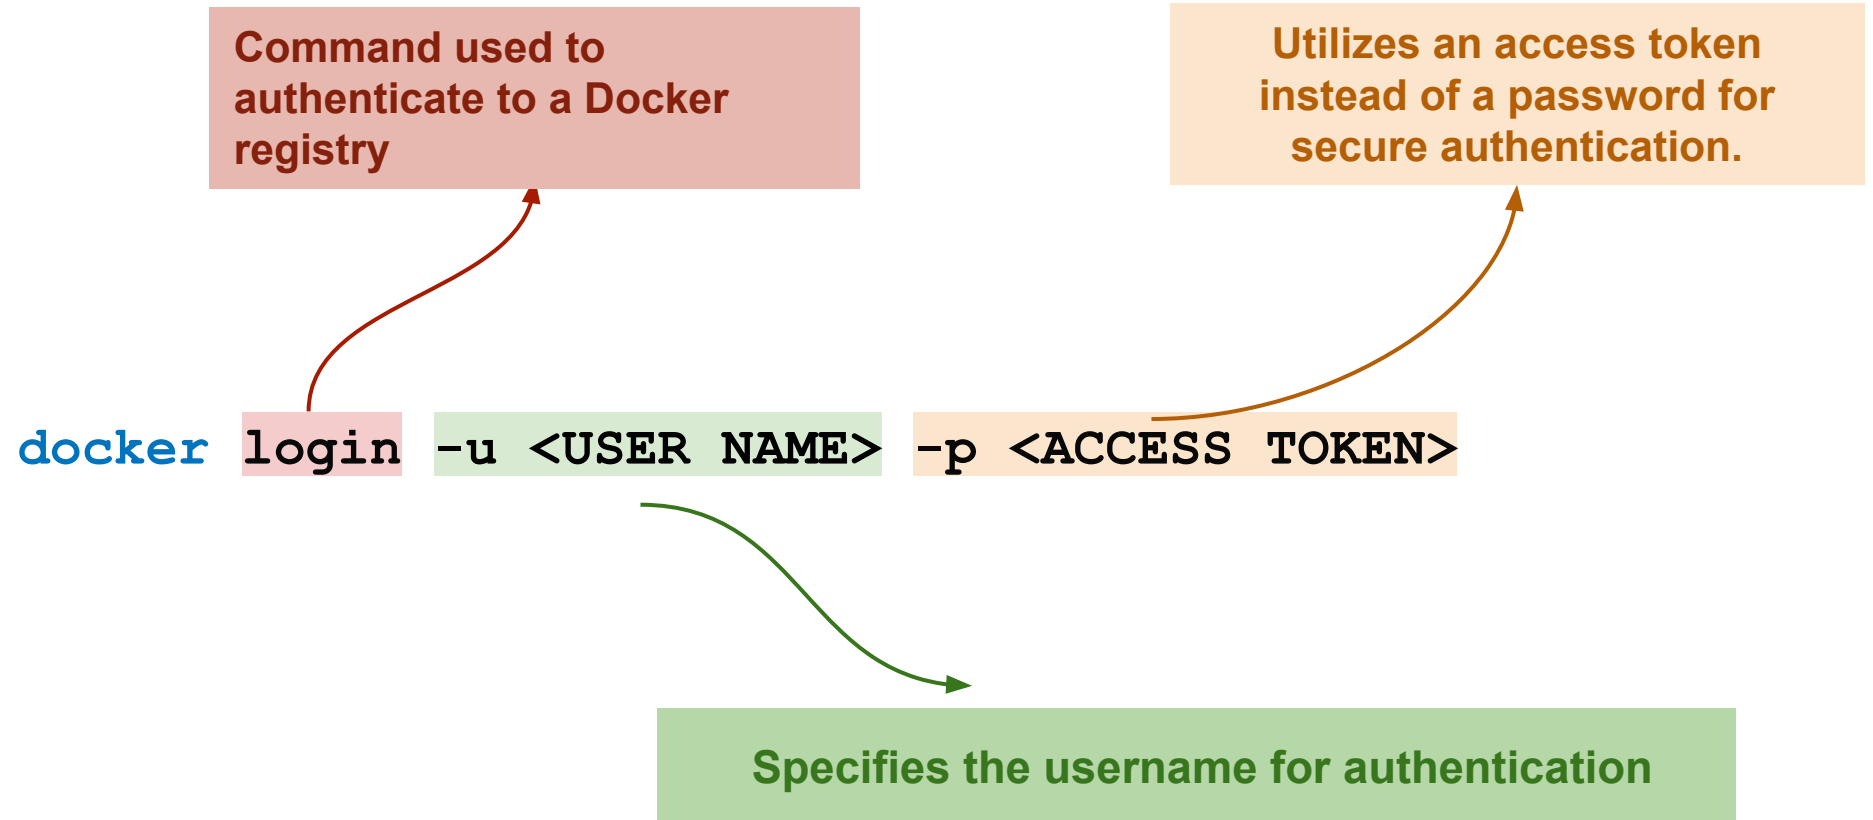 Command used to
authenticate to a Docker
registry
Utilizes an access token
instead of a password for
secure authentication.
docker login -u <USER NAME> -p <ACCESS TOKEN>
Specifies the username for authentication